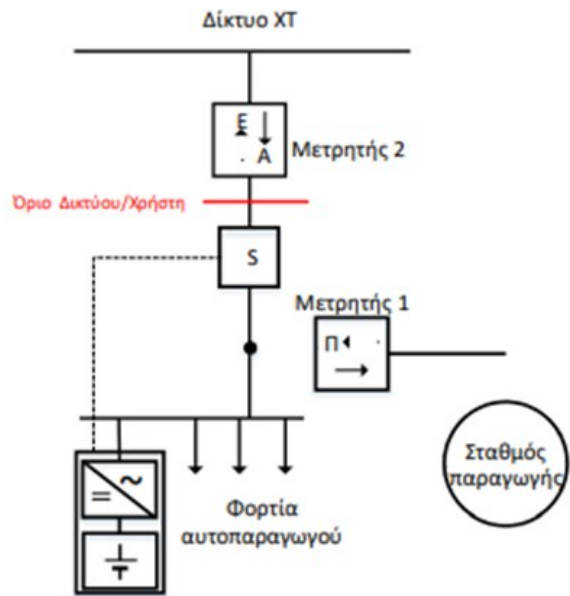 Δίκτυο ΧΤ
Ε
Α
Μετρητής 2
Όριο Δικτύου/Χρήστη
S
Μετρητής 1
Π
Σταθμός
παραγωγής
Φορτία
αυτοπαραγωγού